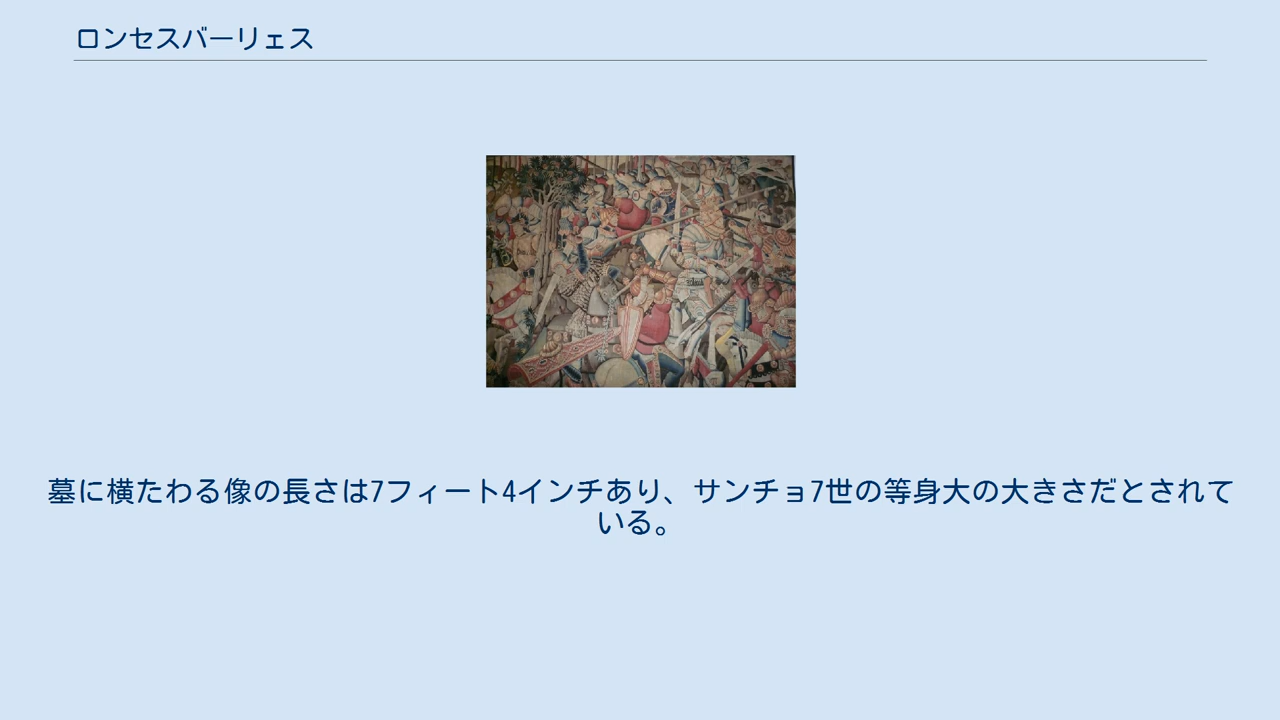 ロンセスバーリェス
墓に横たわる像の長さは7フィート4インチあり、サンチョ7世の等身大の大きさだとされて
いる。